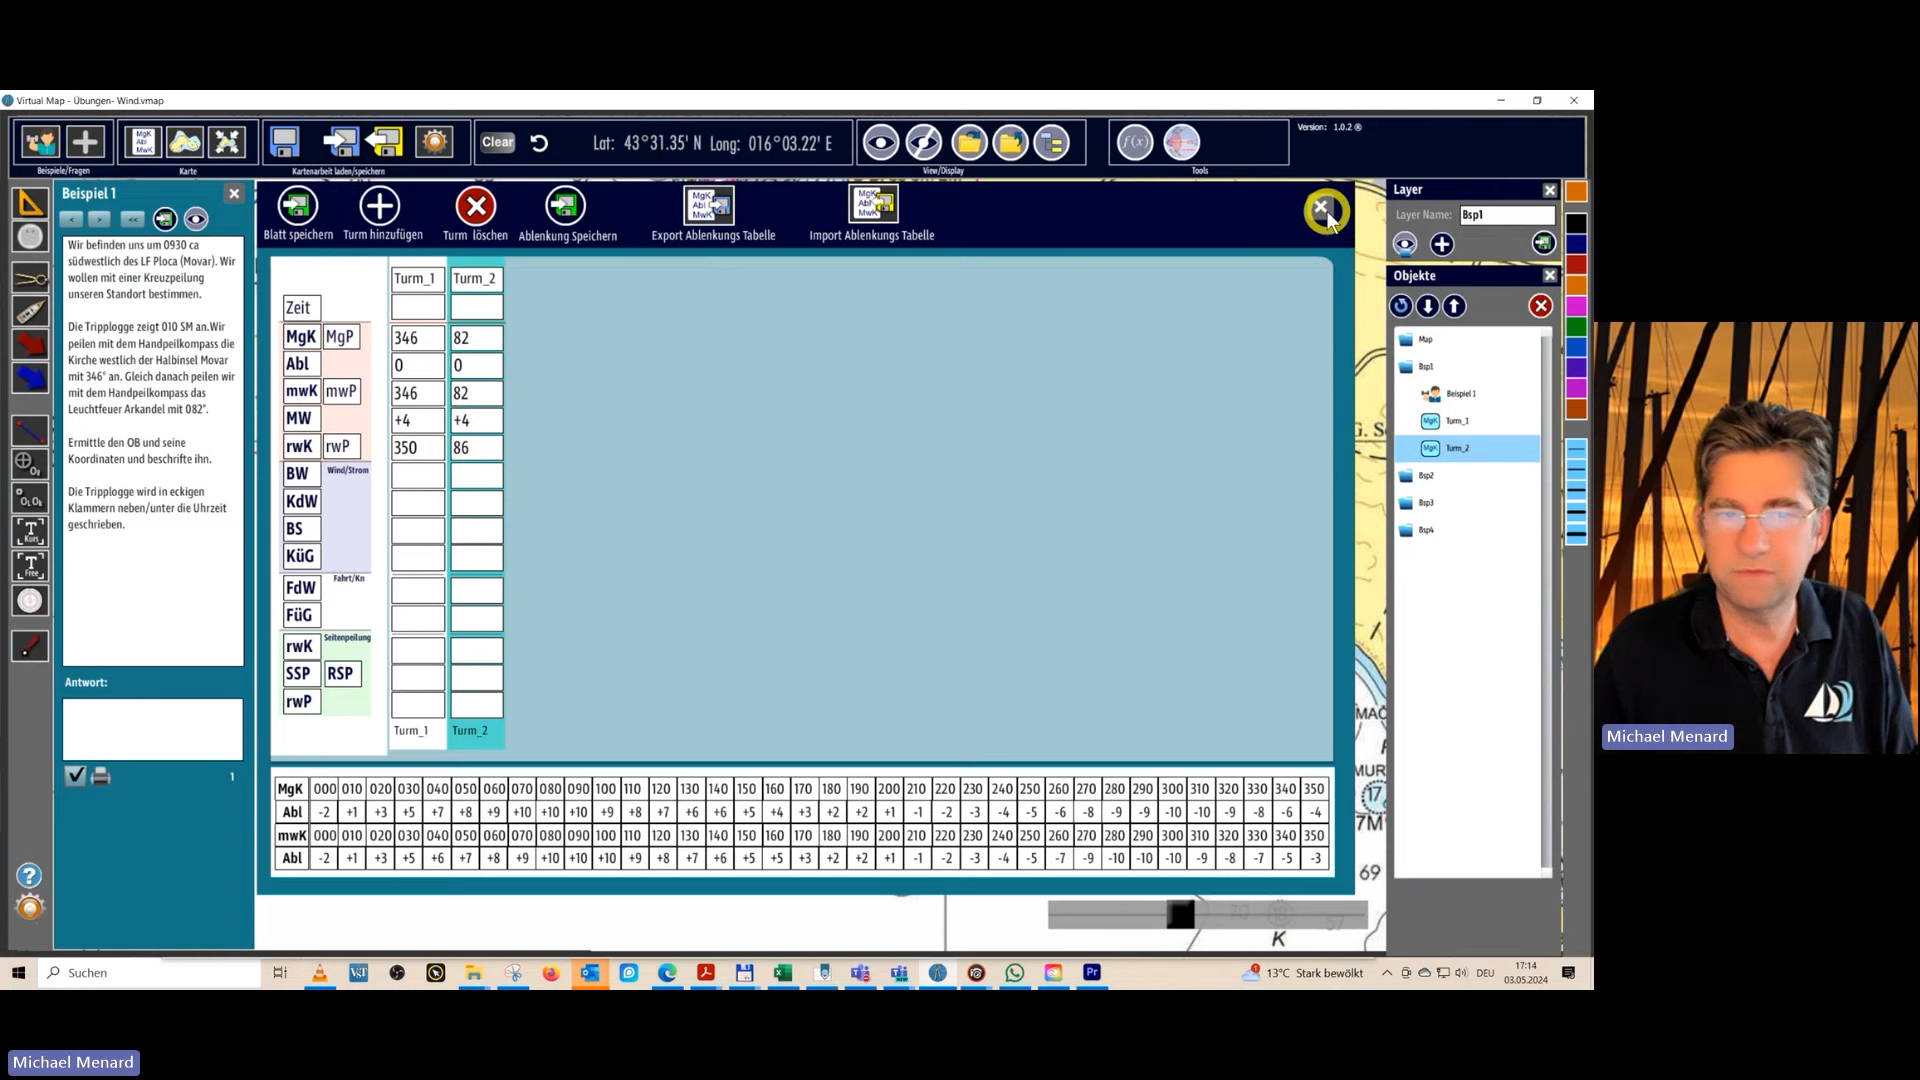 Virtual Map - Übungen- Wind.vmap
MgK
Abl
MwK
Clear
Lat: 43°31.35' N Long: 016°03.22' E
f(x)
Version: 1.0.2 ®
Beispiele/Fragen
Karte
Kartenarbeit laden/speichern
View/Display
Tools
Beispiel 1
<
>
<<
Wir befinden uns um 0930 ca
südwestlich des LF Ploca (Movar). Wir
wollen mit einer Kreuzpeilung
unseren Standort bestimmen.
Die Tripplogge zeigt 010 SM an.Wir
peilen mit dem Handpeilkompass die
Kirche westlich der Halbinsel Movar
mit 346° an. Gleich danach peilen wir
mit dem Handpeilkompass das
Leuchtfeuer Arkandel mit 082°.
Ermittle den OB und seine
Koordinaten und beschrifte ihn.
Die Tripplogge wird in eckigen
Klammern neben/unter die Uhrzeit
geschrieben.
Antwort:
1
Blatt speichern
Turm hinzufügen
Turm löschen
Ablenkung Speichern
Export Ablenkungs Tabelle
Import Ablenkungs Tabelle
Turm_1 Turm_2
Zeit
MgK MgP 346 82
Abl 0 0
mwK mwP 346 82
MW +4 +4
rwK rwP 350 86
BW Wind/Strom
KdW
BS
KüG
Fahrt/Kn
FdW
FüG
rwK Seitenpeilung
SSP RSP
rwP
Turm_1 Turm_2
MgK 000 010 020 030 040 050 060 070 080 090 100 110 120 130 140 150 160 170 180 190 200 210 220 230 240 250 260 270 280 290 300 310 320 330 340 350
Abl -2 +1 +3 +5 +7 +8 +9 +10 +10 +10 +9 +8 +7 +6 +6 +5 +4 +3 +2 +2 +1 -1 -2 -3 -4 -5 -6 -8 -9 -9 -10 -10 -9 -8 -6 -4
mwK 000 010 020 030 040 050 060 070 080 090 100 110 120 130 140 150 160 170 180 190 200 210 220 230 240 250 260 270 280 290 300 310 320 330 340 350
Abl -2 +1 +3 +5 +6 +7 +8 +9 +10 +10 +10 +9 +8 +7 +6 +5 +5 +3 +2 +2 +1 -1 -2 -3 -4 -5 -7 -9 -10 -10 -10 -9 -8 -7 -5 -3
MURT
17
7M
69
K
Layer
Layer Name: Bsp1
Objekte
Map
Bsp1
Beispiel 1
MgK Turm_1
MgK Turm_2
Bsp2
Bsp3
Bsp4
Michael Menard
Suchen
13°C Stark bewölkt
DEU
17:14
03.05.2024
Michael Menard